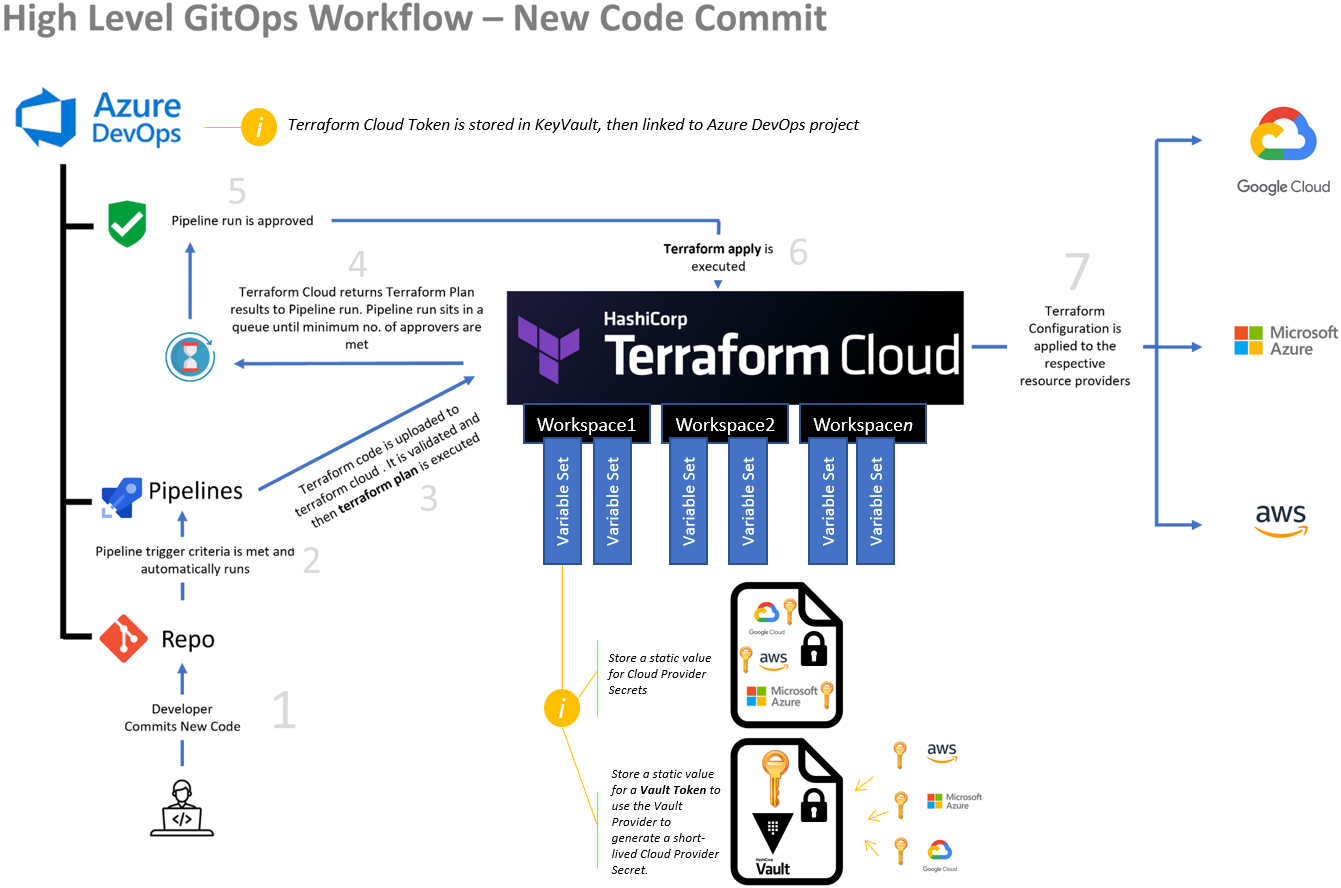 High Level GitOps Workflow – New Code Commit
Azure
DevOps
i
Terraform Cloud Token is stored in KeyVault, then linked to Azure DevOps project
5
Pipeline run is approved
Terraform apply is
executed
6
4
Terraform Cloud returns Terraform Plan
results to Pipeline run. Pipeline run sits in a
queue until minimum no. of approvers are
met
HashiCorp
Terraform Cloud
Workspace1
Workspace2
Workspacen
Variable Set
Variable Set
Variable Set
Variable Set
Variable Set
Variable Set
7
Terraform
Configuration is
applied to the
respective
resource providers
Google Cloud
Microsoft
Azure
aws
Terraform code is uploaded to
terraform cloud . It is validated and
then terraform plan is executed
3
Pipelines
Pipeline trigger criteria is met and
automatically runs
2
Repo
Developer
Commits New Code
1
</>
i
Store a static value
for Cloud Provider
Secrets
Google Cloud
aws
Microsoft
Azure
Store a static value
for a Vault Token to
use the Vault
Provider to
generate a short-
lived Cloud Provider
Secret.
HashiCorp
Vault
aws
Microsoft
Azure
Google Cloud